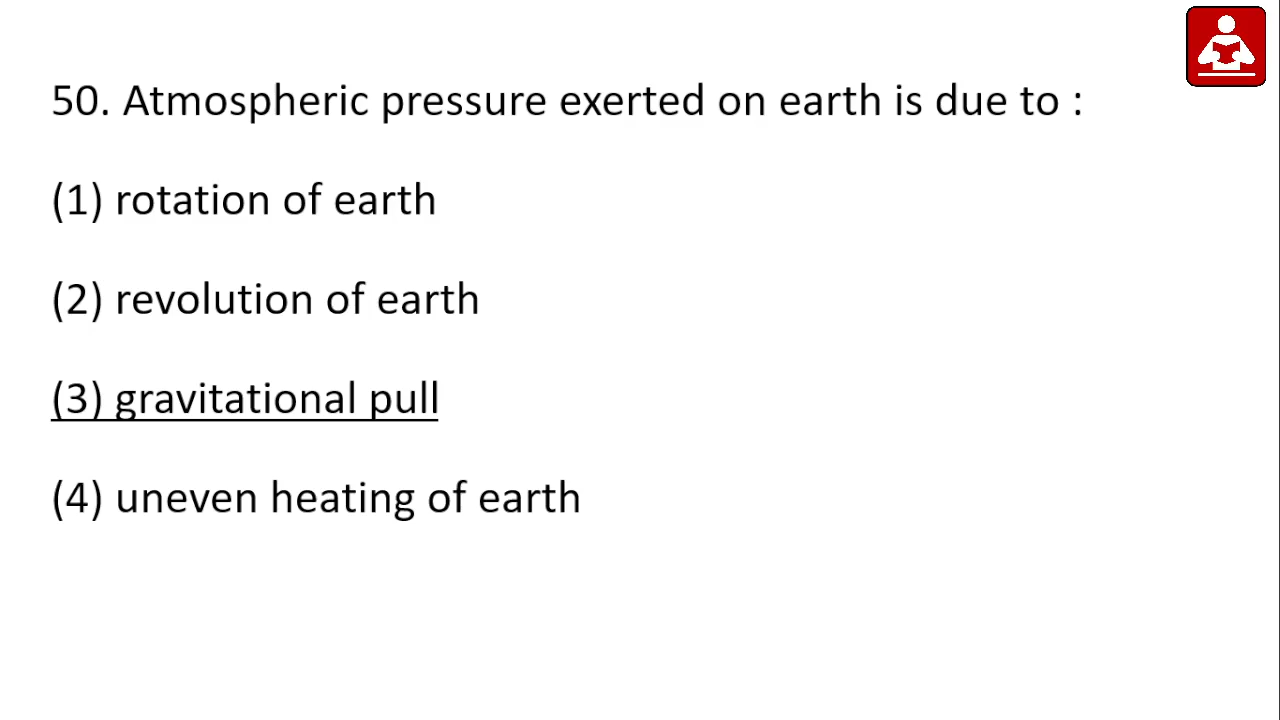 50. Atmospheric pressure exerted on earth is due to :
(1) rotation of earth
(2) revolution of earth
(3) gravitational pull
(4) uneven heating of earth